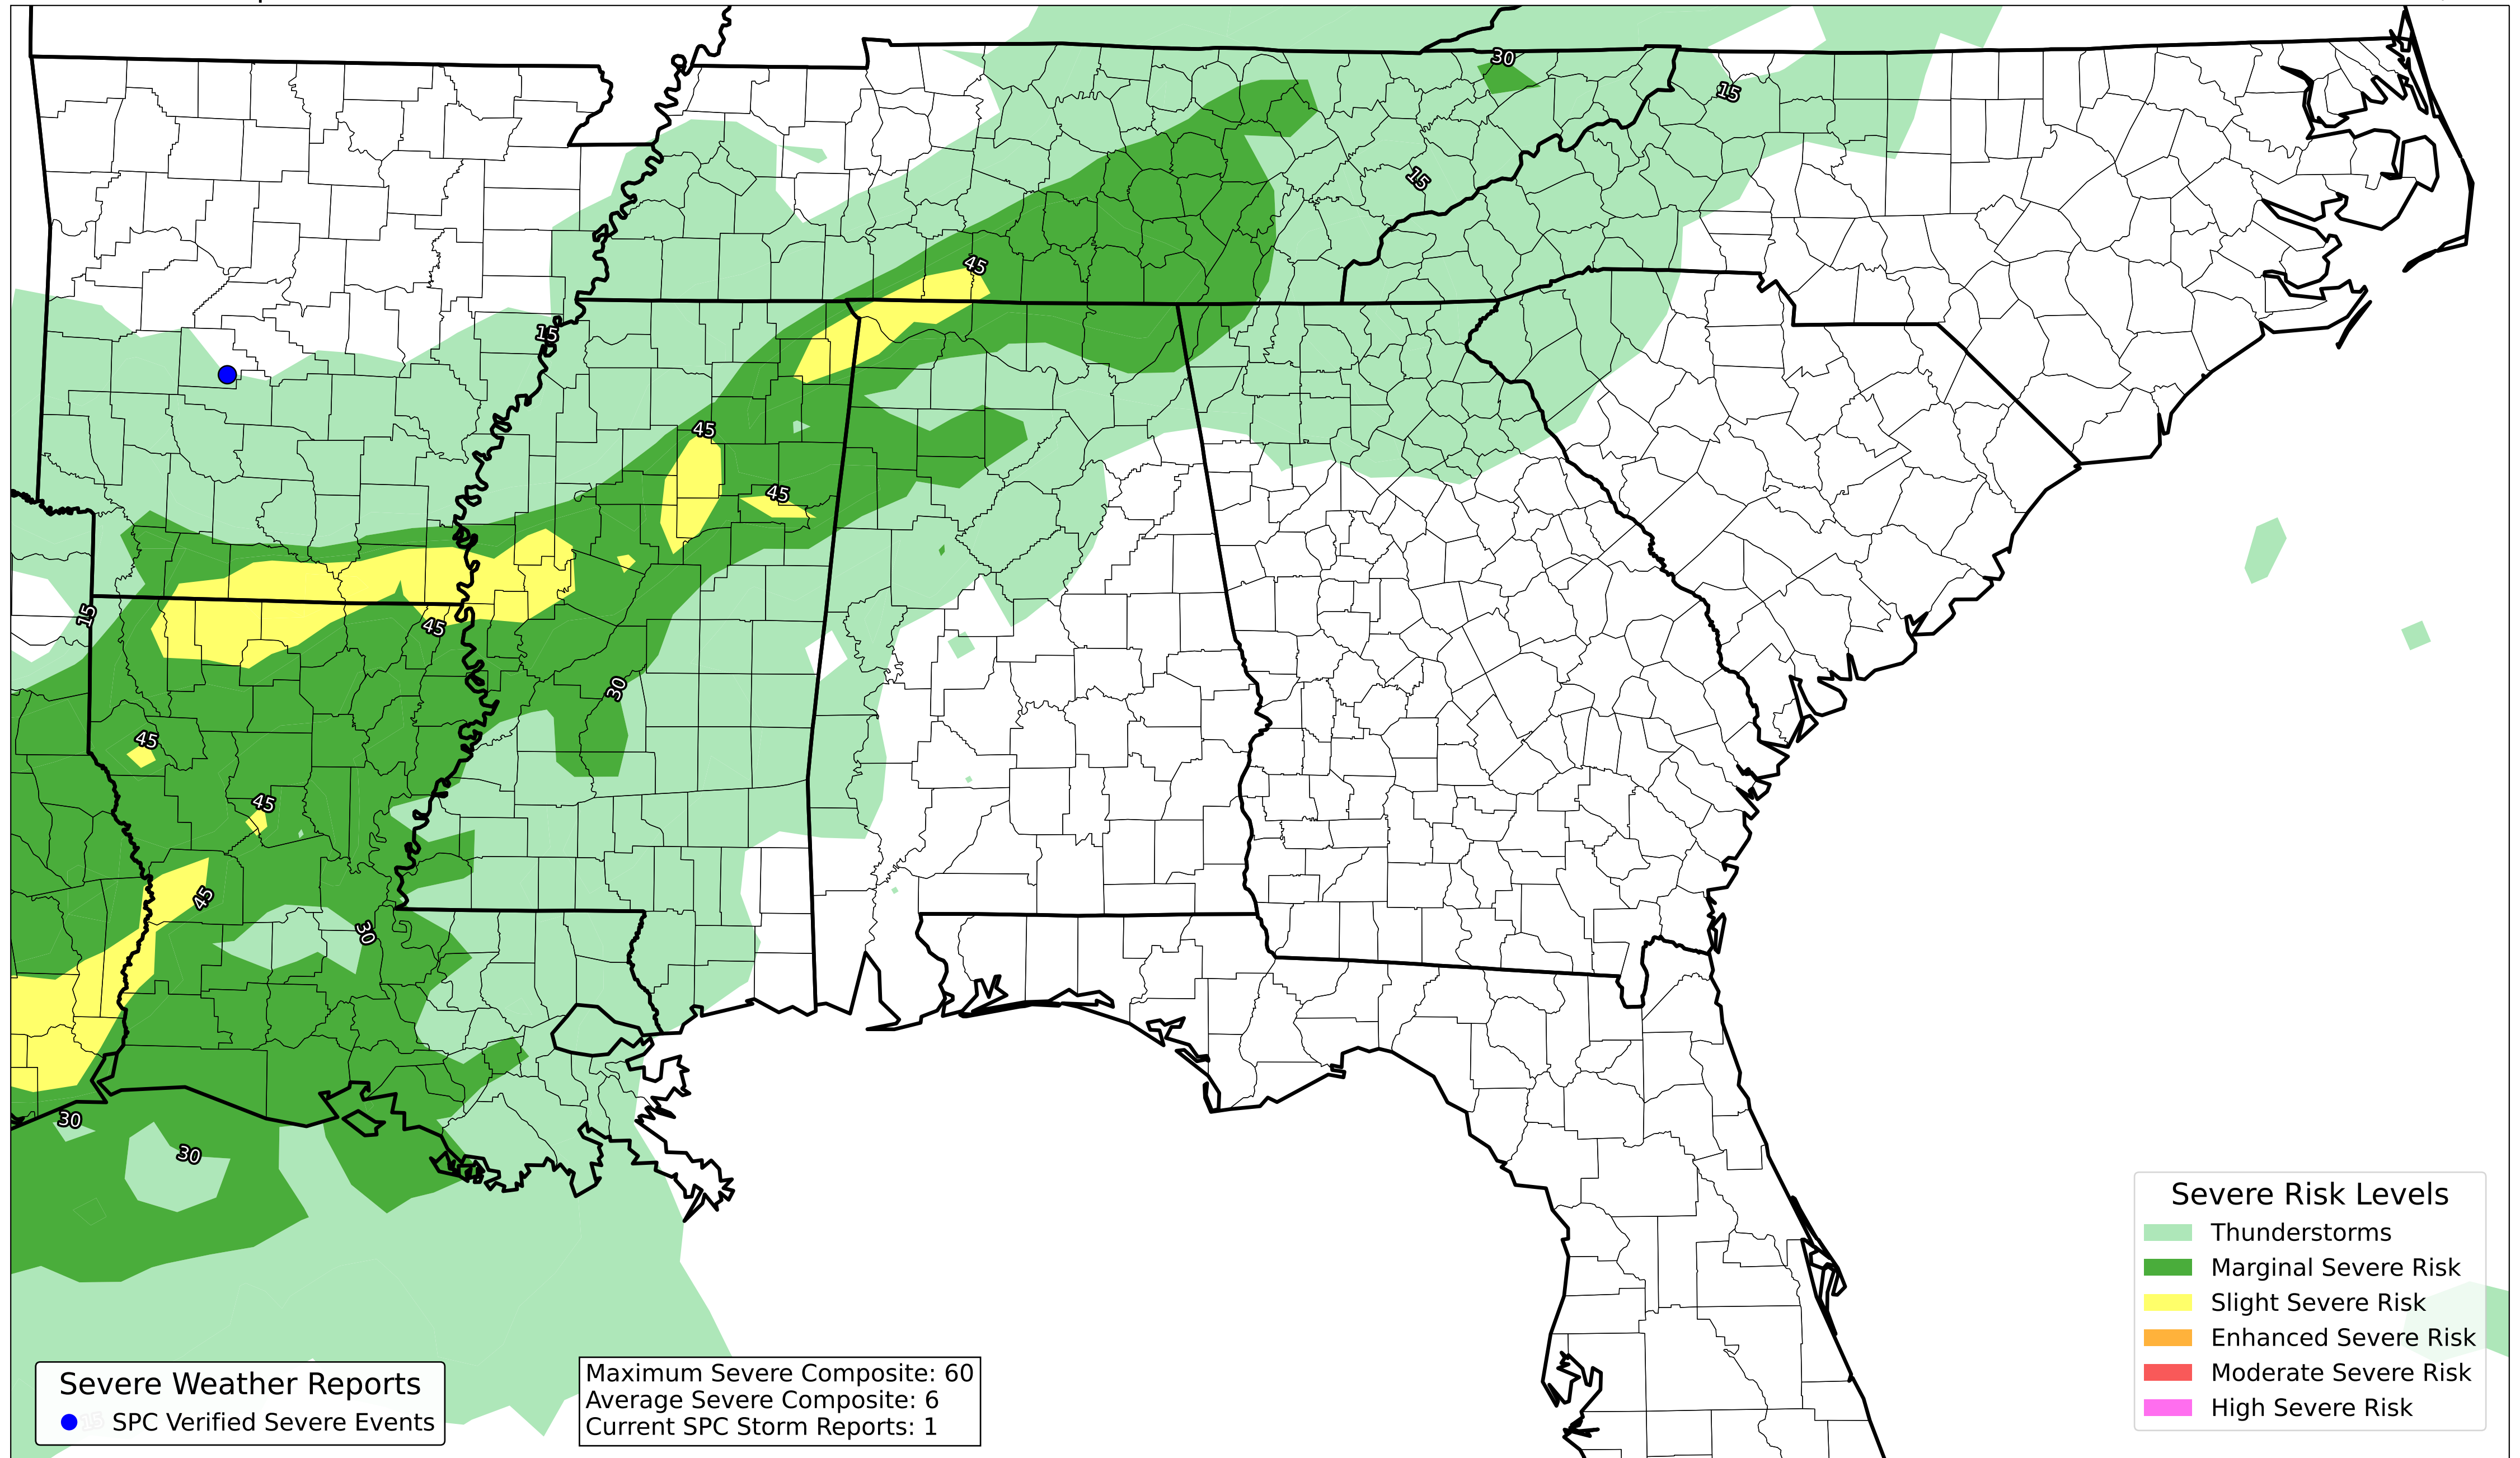 30
15
15
45
15
45
45
15
45
30
45
45
45
30
30
30
Severe Risk Levels
Thunderstorms
Marginal Severe Risk
Slight Severe Risk
Enhanced Severe Risk
Moderate Severe Risk
High Severe Risk
Maximum Severe Composite: 60
Average Severe Composite: 6
Current SPC Storm Reports: 1
Severe Weather Reports
SPC Verified Severe Events
15